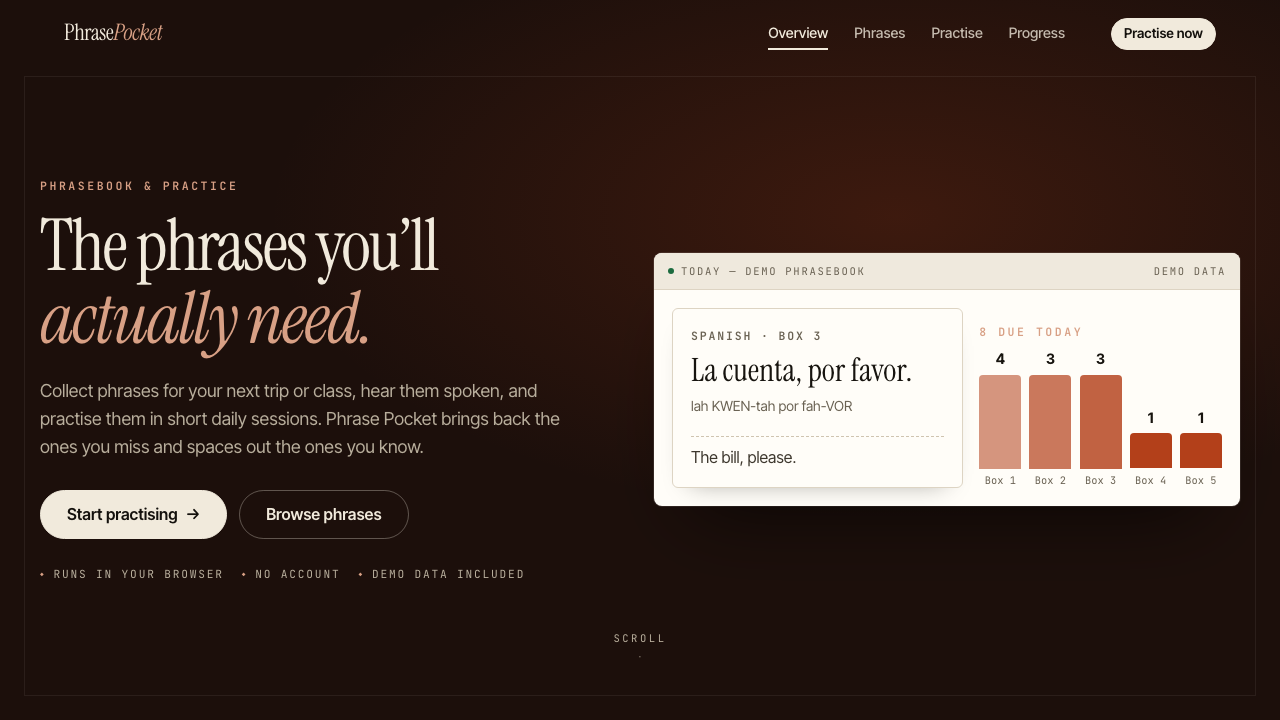 PhrasePocket
Overview Phrases Practise Progress Practise now
PHRASEBOOK & PRACTICE
The phrases you’ll
actually need.
Collect phrases for your next trip or class, hear them spoken, and
practise them in short daily sessions. Phrase Pocket brings back the
ones you miss and spaces out the ones you know.
Start practising →
Browse phrases
RUNS IN YOUR BROWSER
NO ACCOUNT
DEMO DATA INCLUDED
TODAY — DEMO PHRASEBOOK
DEMO DATA
SPANISH · BOX 3
La cuenta, por favor.
lah KWEN-tah por fah-VOR
The bill, please.
8 DUE TODAY
4 3 3 1 1
Box 1 Box 2 Box 3 Box 4 Box 5
SCROLL